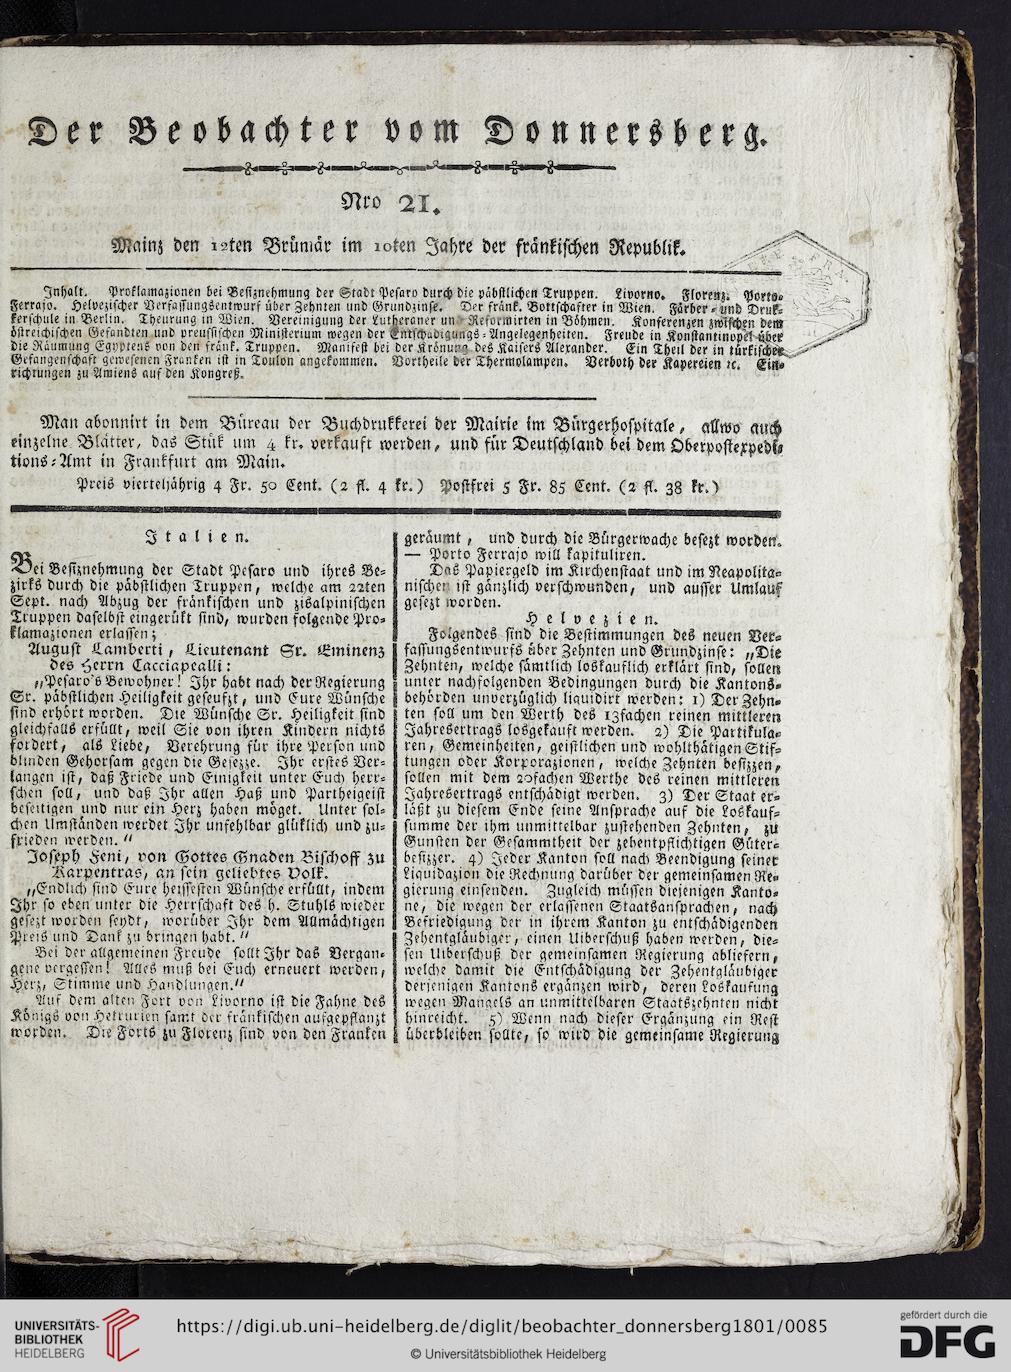 Der Beobachter vom Donnersberg.
Nro 21.
Mainz den 12ten Brümär im 10ten Jahre der fränkischen Republik.
Inhalt. Proklamazionen bei Besiznehmung der Stadt Pesaro durch die päbstlichen Truppen. Livorno. Florenz. Porto-
Ferrajo. Helvezischer Verfassungsentwurf über Zehnten und Grundzinse. Der fränk. Bottschafter in Wien. Färber- und Druk-
kerschule in Berlin. Theurung in Wien. Vereinigung der Lutheraner und Reformirten in Böhmen. Konferenzen zwischen dem
östreichischen Gesandten und preussischen Ministerium wegen der Entschädigungs-Angelegenheiten. Freude in Konstantinopel über
die Räumung Egyptens von den fränk. Truppen. Manifest bei der Krönung des Kaisers Alexander. Ein Theil der in türkischer
Gefangenschaft gewesenen Franken ist in Toulon angekommen. Vortheile der Thermolampen. Verboth der Kapereien ꝛc. Ein-
richtungen zu Amiens auf den Kongreß.
Man abonnirt in dem Büreau der Buchdrukkerei der Mairie im Bürgerhospitale, allwo auch
einzelne Blätter, das Stük um 4 kr. verkauft werden, und für Deutschland bei dem Oberpostexpedi-
tions-Amt in Frankfurt am Main.
Preis vierteljährig 4 Fr. 50 Cent. (2 fl. 4 kr.) Postfrei 5 Fr. 85 Cent. (2 fl. 38 kr.)
Italien.
Bei Besiznehmung der Stadt Pesaro und ihres Be-
zirks durch die päbstlichen Truppen, welche am 22ten
Sept. nach Abzug der fränkischen und zisalpinischen
Truppen daselbst eingerükt sind, wurden folgende Pro-
klamazionen erlassen;
August Lamberti, Lieutenant Sr. Eminenz
des Herrn Cacciapealli:
„Pesaro's Bewohner! Ihr habt nach der Regierung
Sr. päbstlichen Heiligkeit geseufzt, und Eure Wünsche
sind erhört worden. Die Wünsche Sr. Heiligkeit sind
gleichfalls erfüllt, weil Sie von ihren Kindern nichts
fordert, als Liebe, Verehrung für ihre Person und
blinden Gehorsam gegen die Gesezze. Ihr erstes Ver-
langen ist, daß Friede und Einigkeit unter Euch herr-
schen soll, und daß Ihr allen Haß und Partheigeist
beseitigen und nur ein Herz haben möget. Unter sol-
chen Umständen werdet Ihr unfehlbar glüklich und zu-
frieden werden.“
Joseph Feni, von Gottes Gnaden Bischoff zu
Karpentras, an sein geliebtes Volk.
„Endlich sind Eure heissesten Wünsche erfüllt, indem
Ihr so eben unter die Herrschaft des h. Stuhls wieder
gesezt worden seydt, worüber Ihr dem Allmächtigen
Preis und Dank zu bringen habt.“
Bei der allgemeinen Freude sollt Ihr das Vergan-
gene vergessen! Alles muß bei Euch erneuert werden,
Herz, Stimme und Handlungen.“
Auf dem alten Fort von Livorno ist die Fahne des
Königs von Hetrurien samt der fränkischen aufgepflanzt
worden. Die Forts zu Florenz sind von den Franken
geräumt, und durch die Bürgerwache besezt worden.
— Porto Ferrajo will kapituliren.
Das Papiergeld im Kirchenstaat und im Neapolita-
nischen ist gänzlich verschwunden, und ausser Umlauf
gesezt worden.
Helvezien.
Folgendes sind die Bestimmungen des neuen Ver-
fassungsentwurfs über Zehnten und Grundzinse: „Die
Zehnten, welche sämtlich loskauflich erklärt sind, sollen
unter nachfolgenden Bedingungen durch die Kantons-
behörden unverzüglich liquidirt werden: 1) Der Zehn-
ten soll um den Werth des 13fachen reinen mittleren
Jahresertrags losgekauft werden. 2) Die Partikula-
ren, Gemeinheiten, geistlichen und wohlthätigen Stif-
tungen oder Korporazionen, welche Zehnten besizzen,
sollen mit dem 20fachen Werthe des reinen mittleren
Jahresertrags entschädigt werden. 3) Der Staat er-
läßt zu diesem Ende seine Ansprache auf die Loskauf-
summe der ihm unmittelbar zustehenden Zehnten, zu
Gunsten der Gesammtheit der zehentpflichtigen Güter-
besizzer. 4) Jeder Kanton soll nach Beendigung seiner
Liquidazion die Rechnung darüber der gemeinsamen Re-
gierung einsenden. Zugleich müssen diejenigen Kanto-
ne, die wegen der erlassenen Staatsansprachen, nach
Befriedigung der in ihrem Kanton zu entschädigenden
Zehentgläubiger, einen Uiberschuß haben werden, die-
sen Uiberschuß der gemeinsamen Regierung abliefern,
welche damit die Entschädigung der Zehentgläubiger
derjenigen Kantons ergänzen wird, deren Loskaufung
wegen Mangels an unmittelbaren Staatszehnten nicht
hinreicht. 5) Wenn nach dieser Ergänzung ein Rest
überbleiben sollte, so wird die gemeinsame Regierung
UNIVERSITÄTS-
BIBLIOTHEK
HEIDELBERG
https://digi.ub.uni-heidelberg.de/diglit/beobachter_donnersberg1801/0085
© Universitätsbibliothek Heidelberg
gefördert durch die
DFG